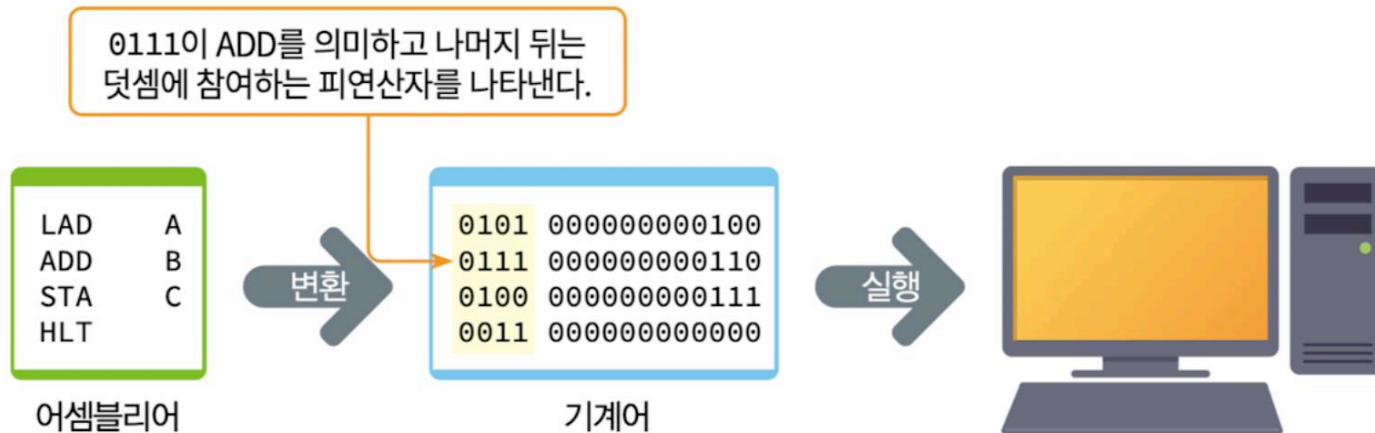 0111이 ADD를 의미하고 나머지 뒤는
덧셈에 참여하는 피연산자를 나타낸다.
LAD A
ADD B
STA C
HLT
변환
0101 000000000100
0111 000000000110
0100 000000000111
0011 000000000000
실행
어셈블리어
기계어